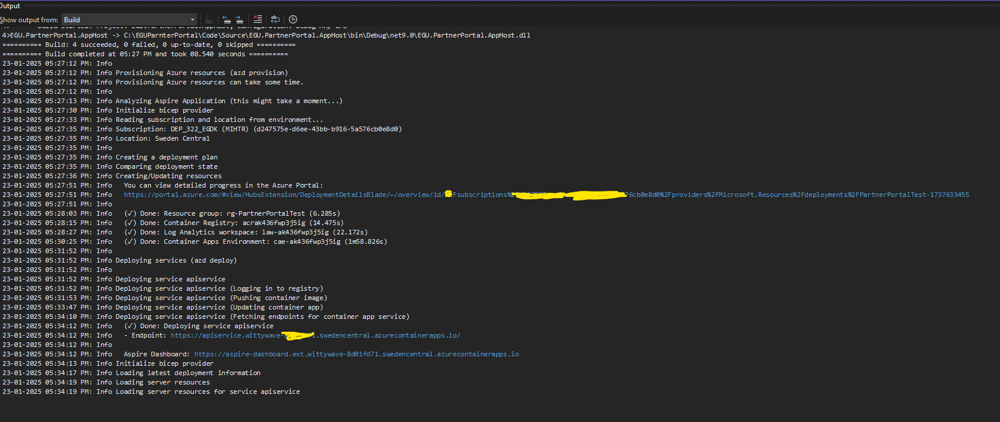 Output
Show output from: Build
Build started: Project: EGU.PartnerPortal.AppHost, Configuration: Debug Any CPU
4>EGU.PartnerPortal.AppHost -> C:\EGUParnterPortal\Code\Source\EGU.PartnerPortal.AppHost\bin\Debug\net9.0\EGU.PartnerPortal.AppHost.dll
========== Build: 4 succeeded, 0 failed, 0 up-to-date, 0 skipped ==========
========== Build completed at 05:27 PM and took 08.540 seconds ==========
23-01-2025 05:27:12 PM: Info
23-01-2025 05:27:12 PM: Info Provisioning Azure resources (azd provision)
23-01-2025 05:27:12 PM: Info Provisioning Azure resources can take some time.
23-01-2025 05:27:12 PM: Info
23-01-2025 05:27:13 PM: Info Analyzing Aspire Application (this might take a moment...)
23-01-2025 05:27:30 PM: Info Initialize bicep provider
23-01-2025 05:27:33 PM: Info Reading subscription and location from environment...
23-01-2025 05:27:35 PM: Info Subscription: DEP_322_EGDK (MIHTR) (d247575e-d6ee-43bb-b916-5a576cb0e8d0)
23-01-2025 05:27:35 PM: Info Location: Sweden Central
23-01-2025 05:27:35 PM: Info
23-01-2025 05:27:35 PM: Info Creating a deployment plan
23-01-2025 05:27:35 PM: Info Comparing deployment state
23-01-2025 05:27:36 PM: Info Creating/Updating resources
23-01-2025 05:27:51 PM: Info You can view detailed progress in the Azure Portal:
23-01-2025 05:27:51 PM: Info https://portal.azure.com/#view/HubsExtension/DeploymentDetailsBlade/~/overview/id/ Fsubscriptions% 76cb0e8d0%2Fproviders%2FMicrosoft.Resources%2Fdeployments%2FPartnerPortalTest-1737633455
23-01-2025 05:27:51 PM: Info
23-01-2025 05:28:03 PM: Info (✓) Done: Resource group: rg-PartnerPortalTest (6.285s)
23-01-2025 05:28:15 PM: Info (✓) Done: Container Registry: acrak436fwp3j5ig (14.475s)
23-01-2025 05:28:27 PM: Info (✓) Done: Log Analytics workspace: law-ak436fwp3j5ig (22.172s)
23-01-2025 05:30:25 PM: Info (✓) Done: Container Apps Environment: cae-ak436fwp3j5ig (1m58.826s)
23-01-2025 05:31:52 PM: Info
23-01-2025 05:31:52 PM: Info Deploying services (azd deploy)
23-01-2025 05:31:52 PM: Info
23-01-2025 05:31:52 PM: Info Deploying service apiservice
23-01-2025 05:31:52 PM: Info Deploying service apiservice (Logging in to registry)
23-01-2025 05:31:53 PM: Info Deploying service apiservice (Pushing container image)
23-01-2025 05:33:47 PM: Info Deploying service apiservice (Updating container app)
23-01-2025 05:34:10 PM: Info Deploying service apiservice (Fetching endpoints for container app service)
23-01-2025 05:34:12 PM: Info (✓) Done: Deploying service apiservice
23-01-2025 05:34:12 PM: Info - Endpoint: https://apiservice.wittywave- 1.swedencentral.azurecontainerapps.io/
23-01-2025 05:34:12 PM: Info
23-01-2025 05:34:12 PM: Info Aspire Dashboard: https://aspire-dashboard.ext.wittywave-8d01fd71.swedencentral.azurecontainerapps.io
23-01-2025 05:34:13 PM: Info Initialize bicep provider
23-01-2025 05:34:17 PM: Info Loading latest deployment information
23-01-2025 05:34:19 PM: Info Loading server resources
23-01-2025 05:34:19 PM: Info Loading server resources for service apiservice